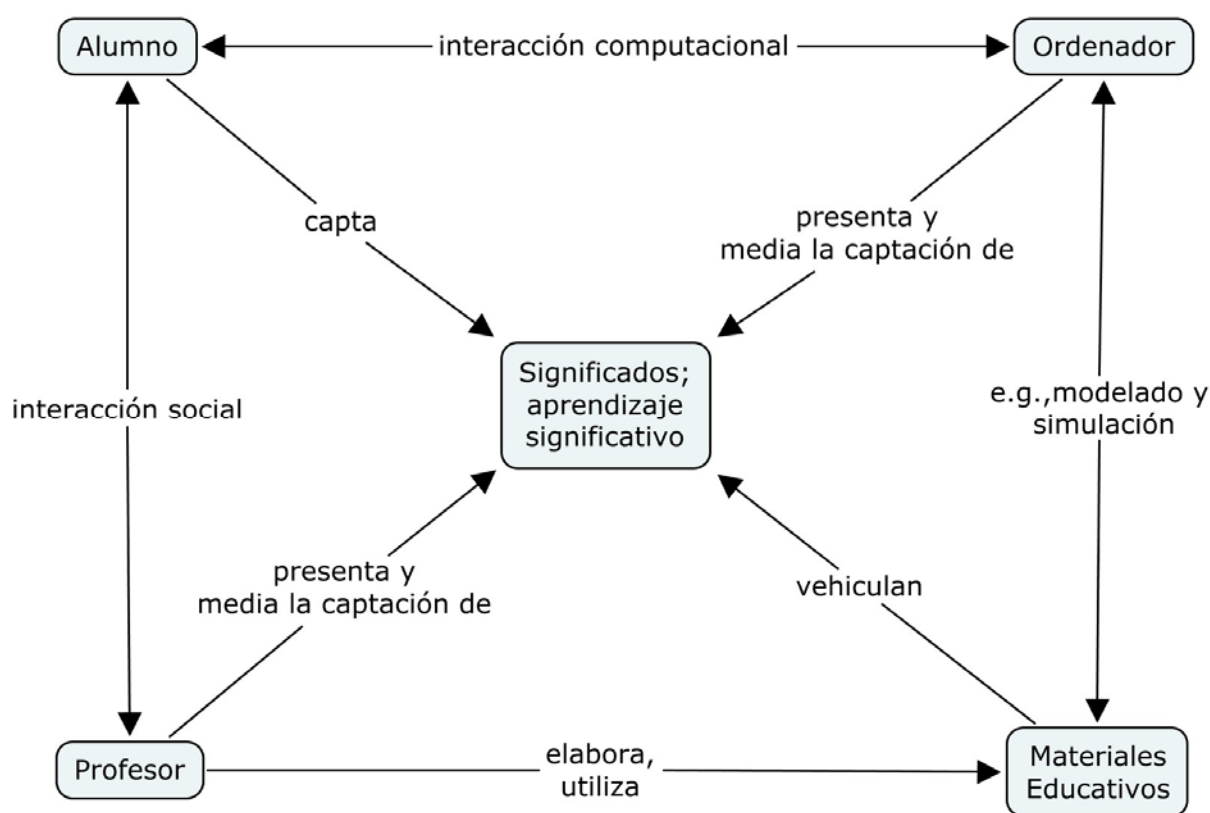 Alumno
interacción computacional
Ordenador
capta
presenta y
media la captación de
Significados;
aprendizaje
significativo
interacción social
e.g.,modelado y
simulación
presenta y
media la captación de
vehiculan
Profesor
elabora,
utiliza
Materiales
Educativos